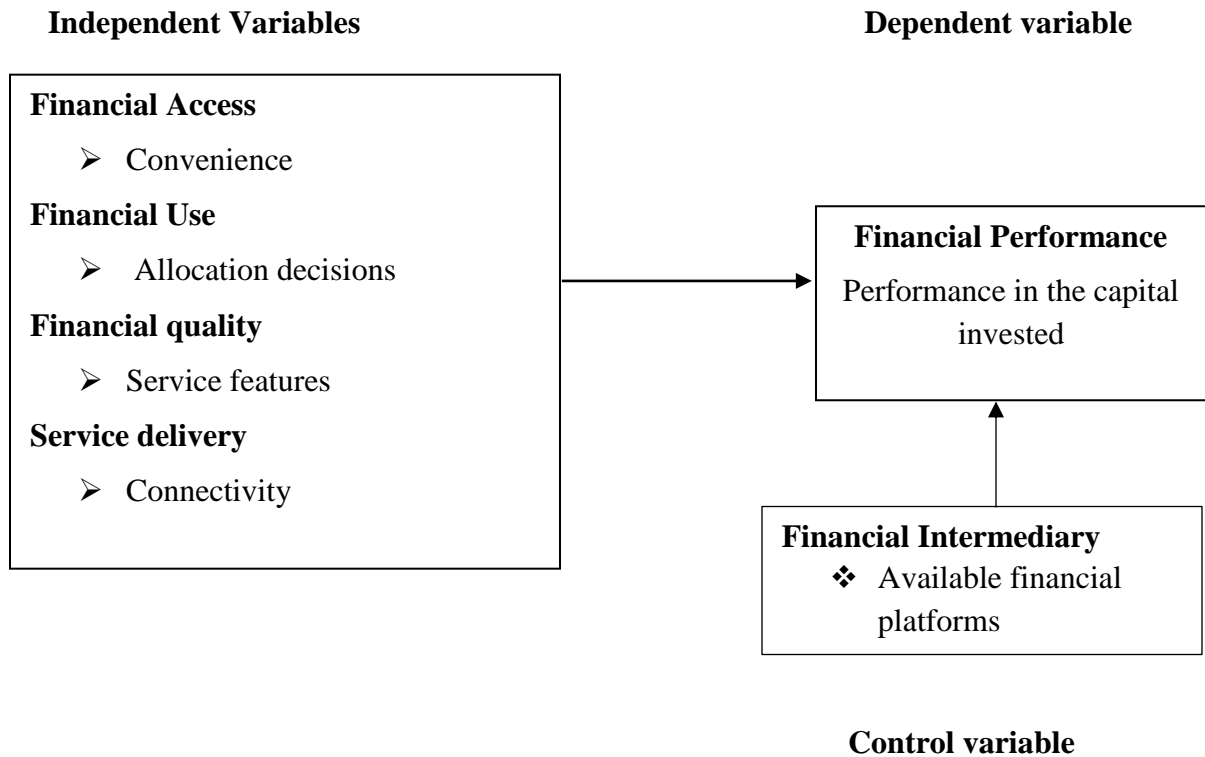 Independent Variables
Dependent variable
Financial Access
➢ Convenience
Financial Use
➢ Allocation decisions
Financial quality
➢ Service features
Service delivery
➢ Connectivity
Financial Performance
Performance in the capital
invested
Financial Intermediary
❖ Available financial
platforms
Control variable